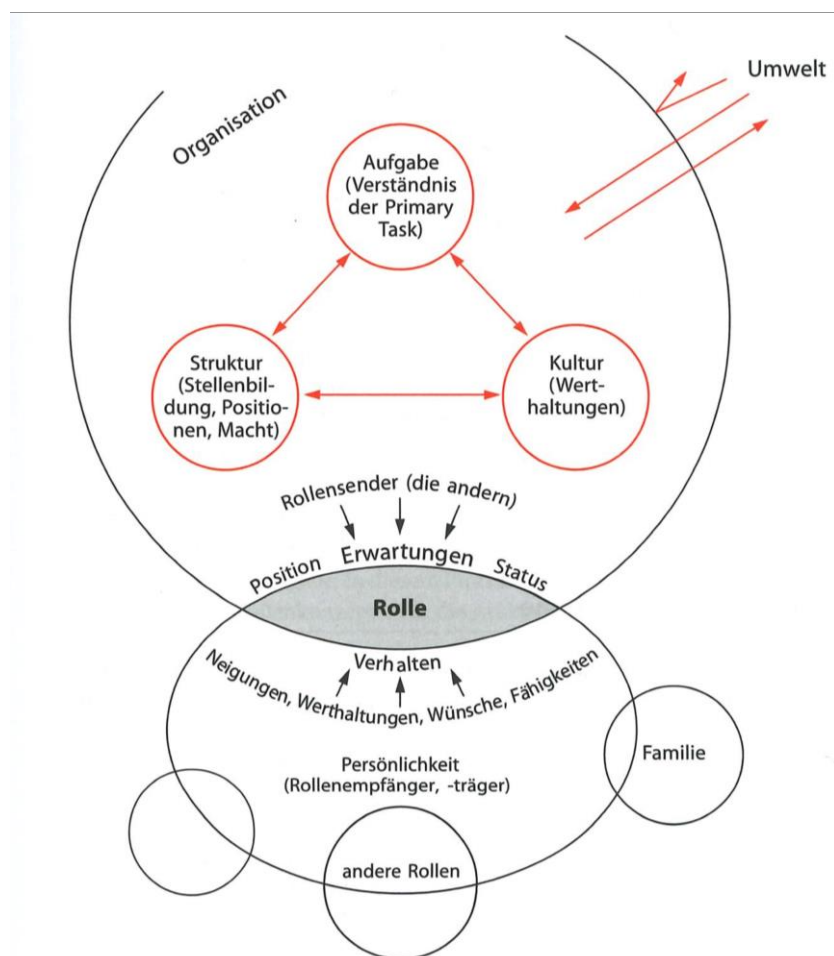 Umwelt
Organisation
Aufgabe
(Verständnis
der Primary
Task)
Struktur
(Stellenbil-
dung, Positio-
nen, Macht)
Kultur
(Wert-
haltungen)
Rollensender (die andern)
Position Erwartungen Status
Rolle
Verhalten
Neigungen, Werthaltungen, Wünsche, Fähigkeiten
Familie
Persönlichkeit
(Rollenempfänger, -träger)
andere Rollen